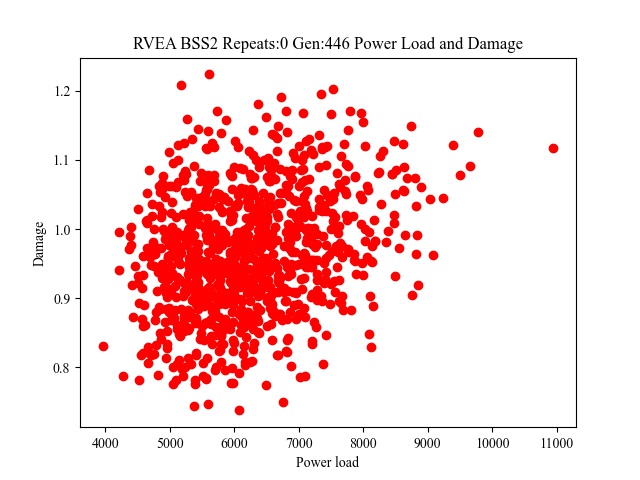 RVEA BSS2 Repeats:0 Gen:446 Power Load and Damage
1.2
1.1
1.0
0.9
0.8
Damage
4000 5000 6000 7000 8000 9000 10000 11000
Power load